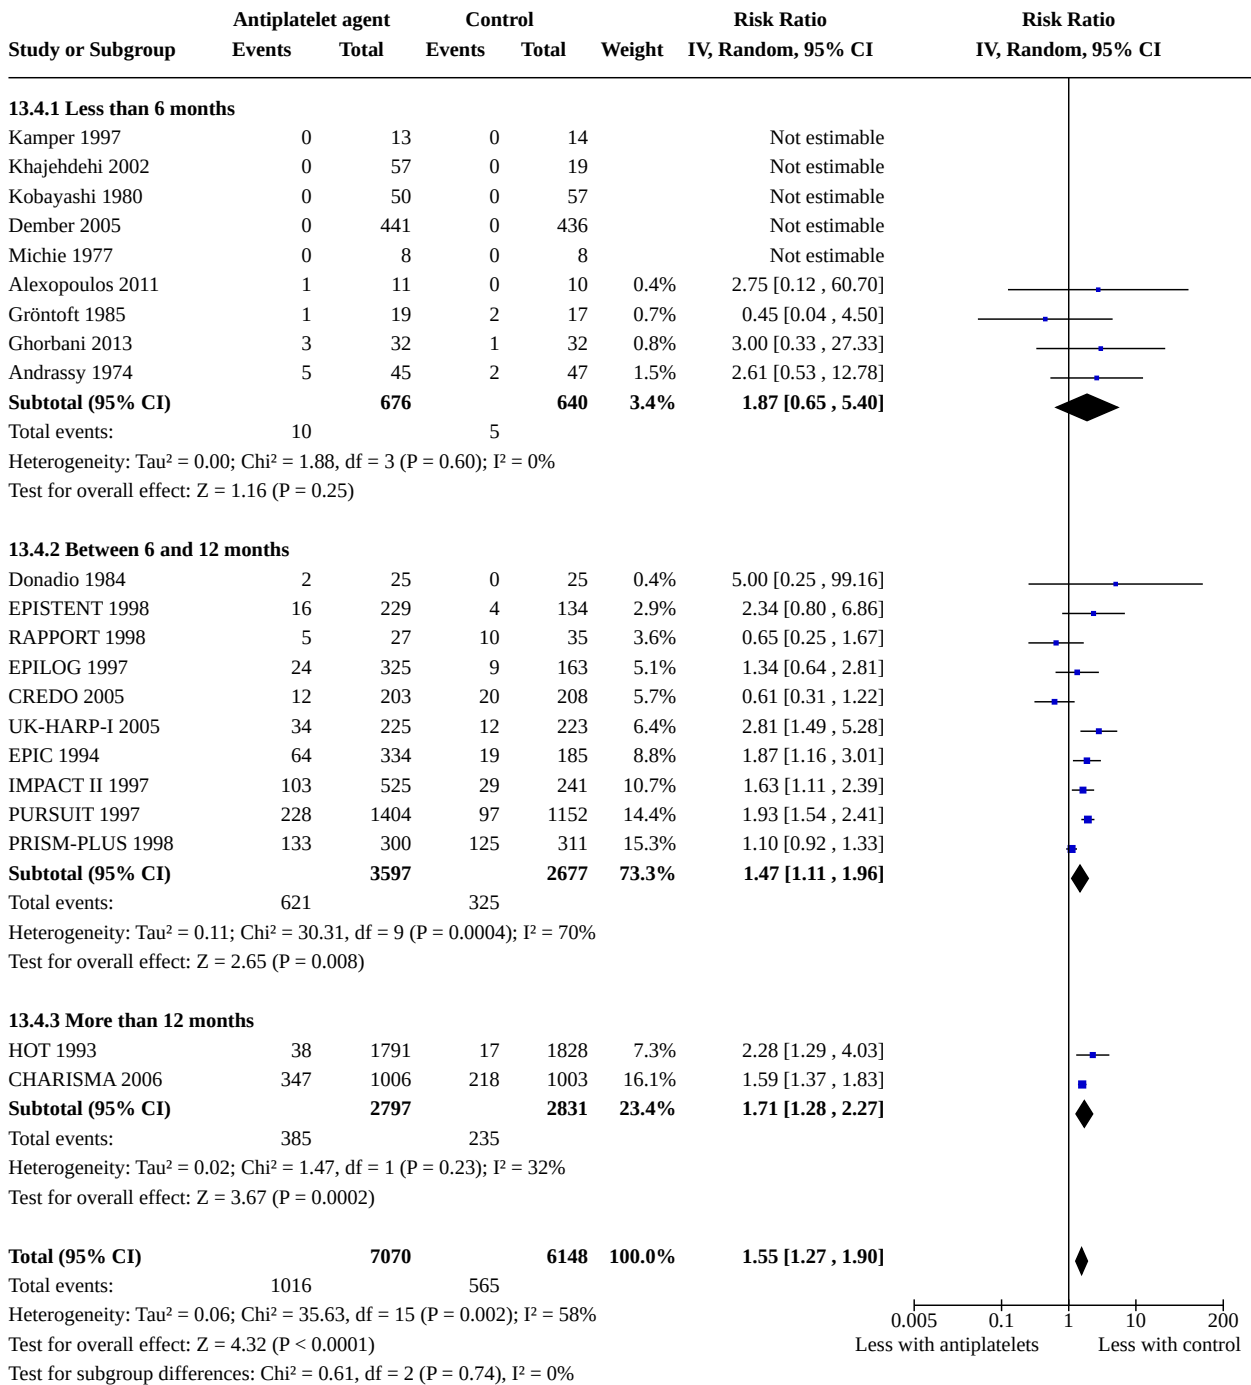 Antiplatelet agent Control Risk Ratio Risk Ratio
Study or Subgroup Events Total Events Total Weight IV, Random, 95% CI IV, Random, 95% CI
13.4.1 Less than 6 months
Kamper 1997 0 13 0 14 Not estimable
Khajehdehi 2002 0 57 0 19 Not estimable
Kobayashi 1980 0 50 0 57 Not estimable
Dember 2005 0 441 0 436 Not estimable
Michie 1977 0 8 0 8 Not estimable
Alexopoulos 2011 1 11 0 10 0.4% 2.75 [0.12 , 60.70]
Gröntoft 1985 1 19 2 17 0.7% 0.45 [0.04 , 4.50]
Ghorbani 2013 3 32 1 32 0.8% 3.00 [0.33 , 27.33]
Andrassy 1974 5 45 2 47 1.5% 2.61 [0.53 , 12.78]
Subtotal (95% CI) 676 640 3.4% 1.87 [0.65 , 5.40]
Total events: 10 5
Heterogeneity: Tau² = 0.00; Chi² = 1.88, df = 3 (P = 0.60); I² = 0%
Test for overall effect: Z = 1.16 (P = 0.25)
13.4.2 Between 6 and 12 months
Donadio 1984 2 25 0 25 0.4% 5.00 [0.25 , 99.16]
EPISTENT 1998 16 229 4 134 2.9% 2.34 [0.80 , 6.86]
RAPPORT 1998 5 27 10 35 3.6% 0.65 [0.25 , 1.67]
EPILOG 1997 24 325 9 163 5.1% 1.34 [0.64 , 2.81]
CREDO 2005 12 203 20 208 5.7% 0.61 [0.31 , 1.22]
UK-HARP-I 2005 34 225 12 223 6.4% 2.81 [1.49 , 5.28]
EPIC 1994 64 334 19 185 8.8% 1.87 [1.16 , 3.01]
IMPACT II 1997 103 525 29 241 10.7% 1.63 [1.11 , 2.39]
PURSUIT 1997 228 1404 97 1152 14.4% 1.93 [1.54 , 2.41]
PRISM-PLUS 1998 133 300 125 311 15.3% 1.10 [0.92 , 1.33]
Subtotal (95% CI) 3597 2677 73.3% 1.47 [1.11 , 1.96]
Total events: 621 325
Heterogeneity: Tau² = 0.11; Chi² = 30.31, df = 9 (P = 0.0004); I² = 70%
Test for overall effect: Z = 2.65 (P = 0.008)
13.4.3 More than 12 months
HOT 1993 38 1791 17 1828 7.3% 2.28 [1.29 , 4.03]
CHARISMA 2006 347 1006 218 1003 16.1% 1.59 [1.37 , 1.83]
Subtotal (95% CI) 2797 2831 23.4% 1.71 [1.28 , 2.27]
Total events: 385 235
Heterogeneity: Tau² = 0.02; Chi² = 1.47, df = 1 (P = 0.23); I² = 32%
Test for overall effect: Z = 3.67 (P = 0.0002)
Total (95% CI) 7070 6148 100.0% 1.55 [1.27 , 1.90]
Total events: 1016 565
Heterogeneity: Tau² = 0.06; Chi² = 35.63, df = 15 (P = 0.002); I² = 58%
0.005 0.1 1 10 200
Test for overall effect: Z = 4.32 (P < 0.0001)
Less with antiplatelets Less with control
Test for subgroup differences: Chi² = 0.61, df = 2 (P = 0.74), I² = 0%